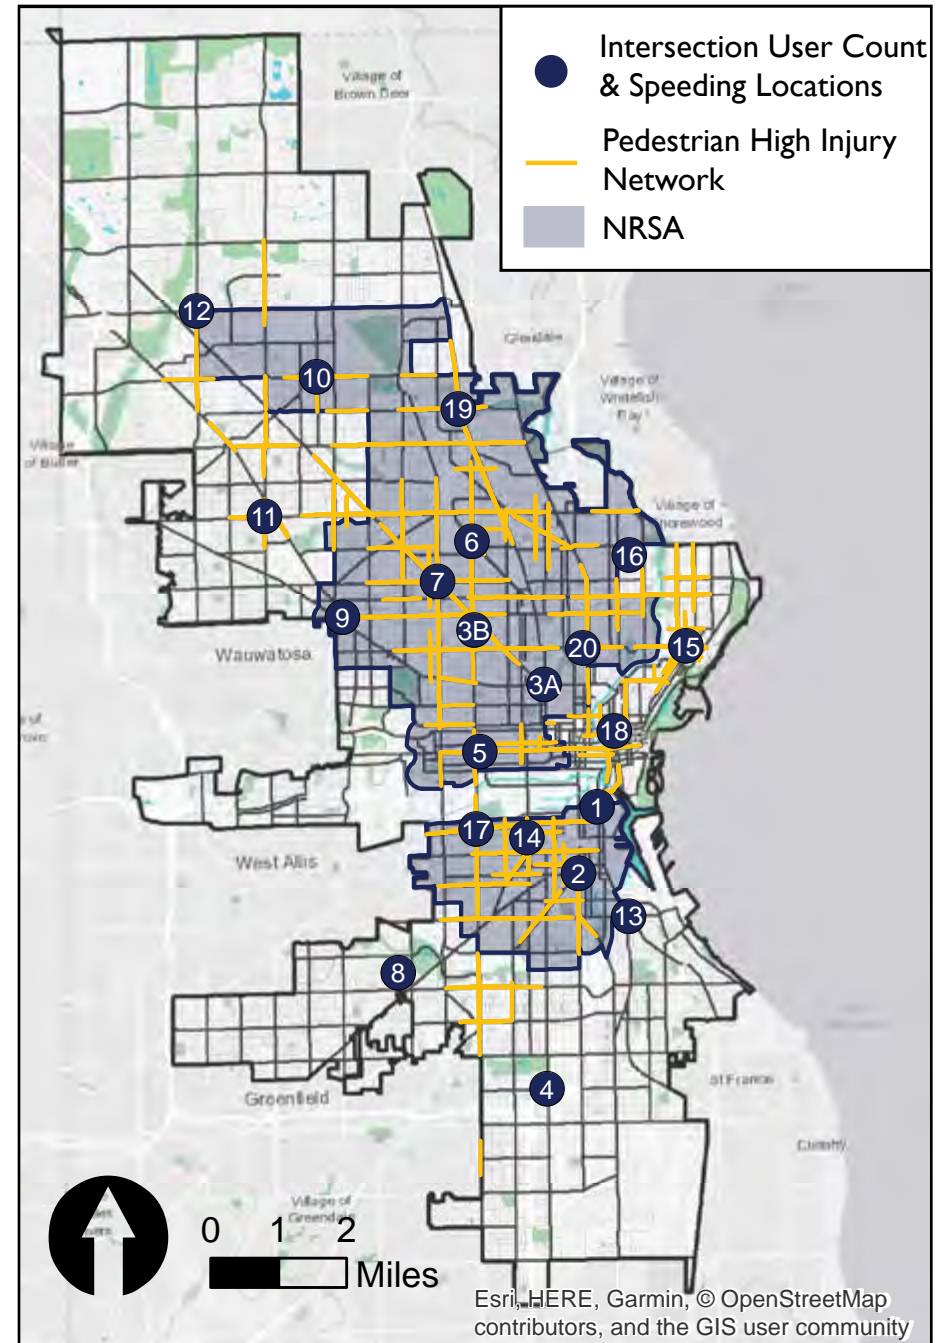 Intersection User Count
& Speeding Locations
Pedestrian High Injury
Network
NRSA
Village of
Brown Deer
12
Glendale
10
Village of
Whitefish
Bay
19
Village
of Butler
11
Village of
Shorewood
6
16
7
9
3B
Wauwatosa
20
15
3A
18
5
1
17
14
West Allis
2
13
8
4
St Francis
Greenfield
Cudahy
Village of
Greendale
0 1 2
Miles
Esri, HERE, Garmin, © OpenStreetMap
contributors, and the GIS user community